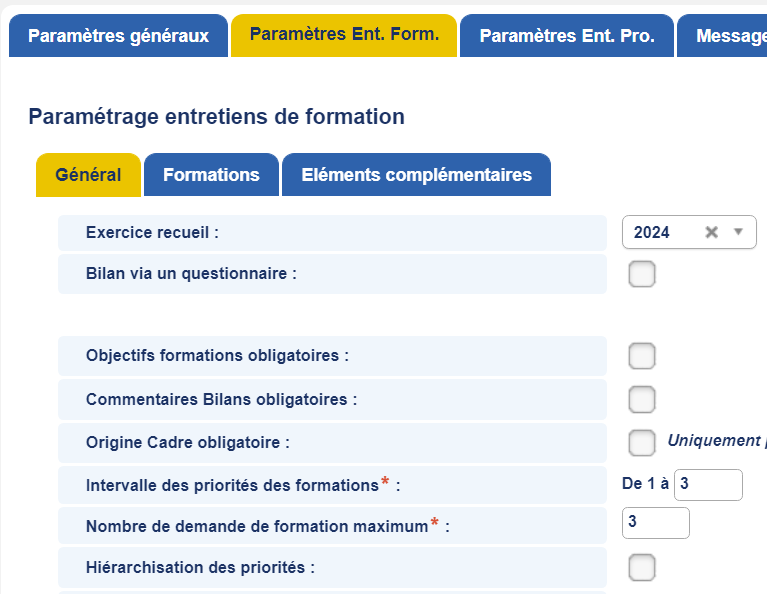 Paramètres généraux Paramètres Ent. Form. Paramètres Ent. Pro. Message
Paramétrage entretiens de formation
Général Formations Eléments complémentaires
Exercice recueil : 2024
Bilan via un questionnaire :
Objectifs formations obligatoires :
Commentaires Bilans obligatoires :
Origine Cadre obligatoire : Uniquement
Intervalle des priorités des formations* : De 1 à 3
Nombre de demande de formation maximum* : 3
Hiérarchisation des priorités :